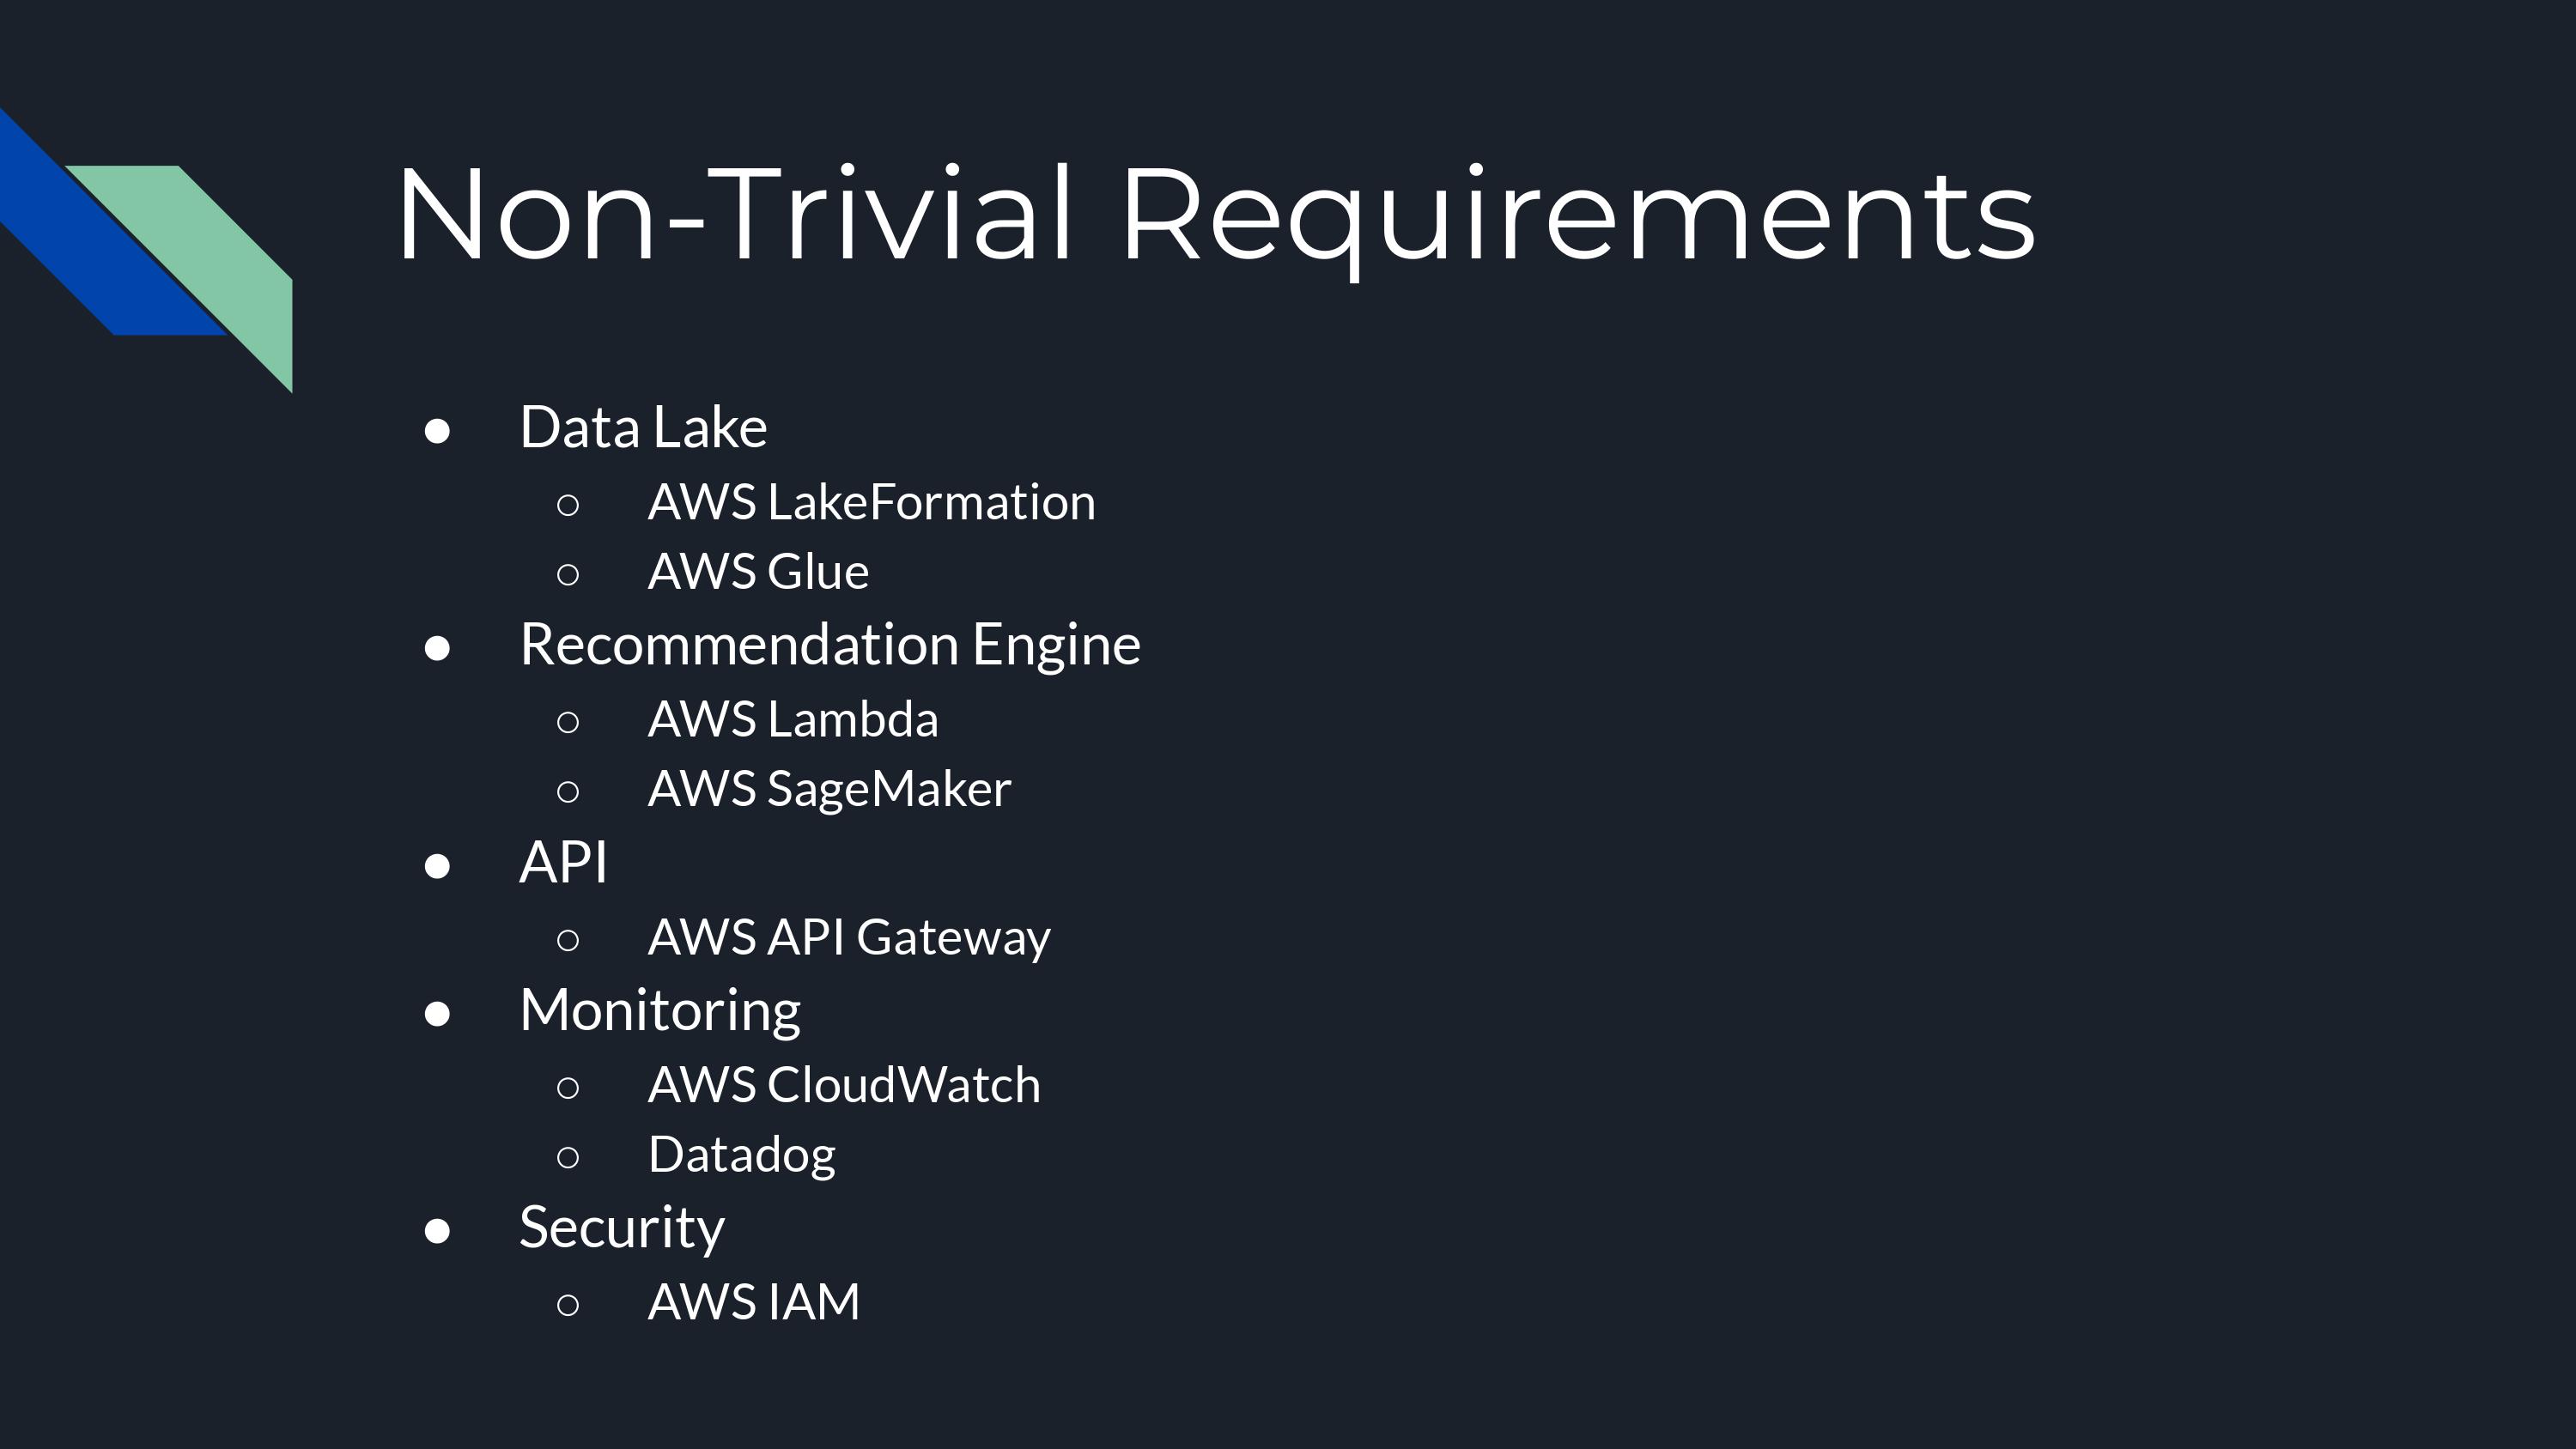 Non-Trivial Requirements
● Data Lake
○ AWS LakeFormation
○ AWS Glue
● Recommendation Engine
○ AWS Lambda
○ AWS SageMaker
● API
○ AWS API Gateway
● Monitoring
○ AWS CloudWatch
○ Datadog
● Security
○ AWS IAM